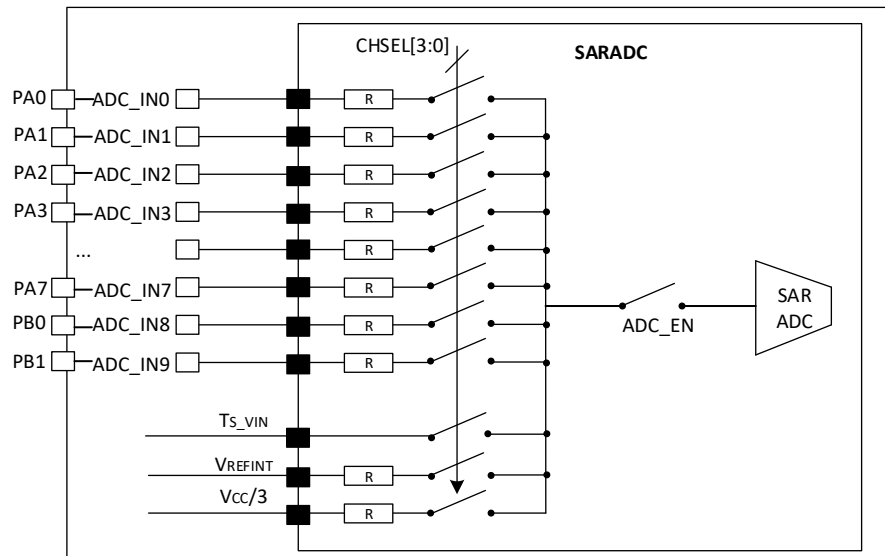 CHSEL[3:0]
SARADC
PA0 ADC_IN0 R
PA1 ADC_IN1 R
PA2 ADC_IN2 R
PA3 ADC_IN3 R
... R
PA7 ADC_IN7 R
PB0 ADC_IN8 R
PB1 ADC_IN9 R
SAR
ADC
ADC_EN
TS_VIN
VREFINT R
VCC/3 R